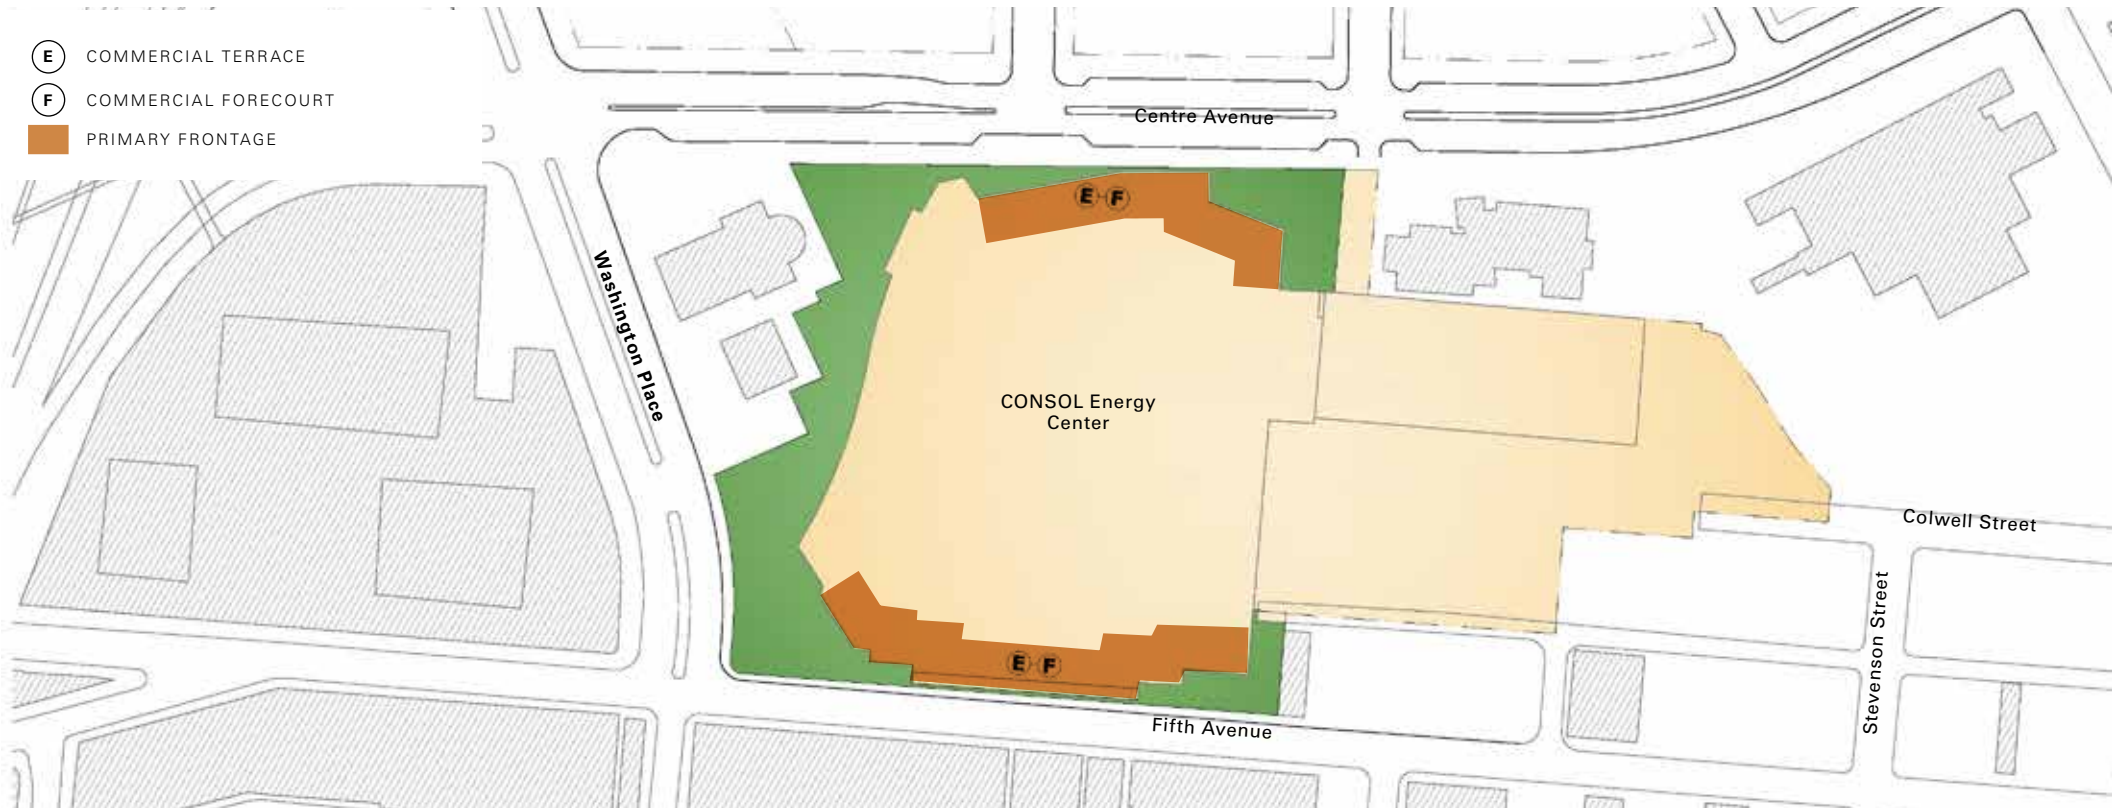 E COMMERCIAL TERRACE
F COMMERCIAL FORECOURT
PRIMARY FRONTAGE
Centre Avenue
E F
Washington Place
CONSOL Energy
Center
Colwell Street
Stevenson Street
E F
Fifth Avenue